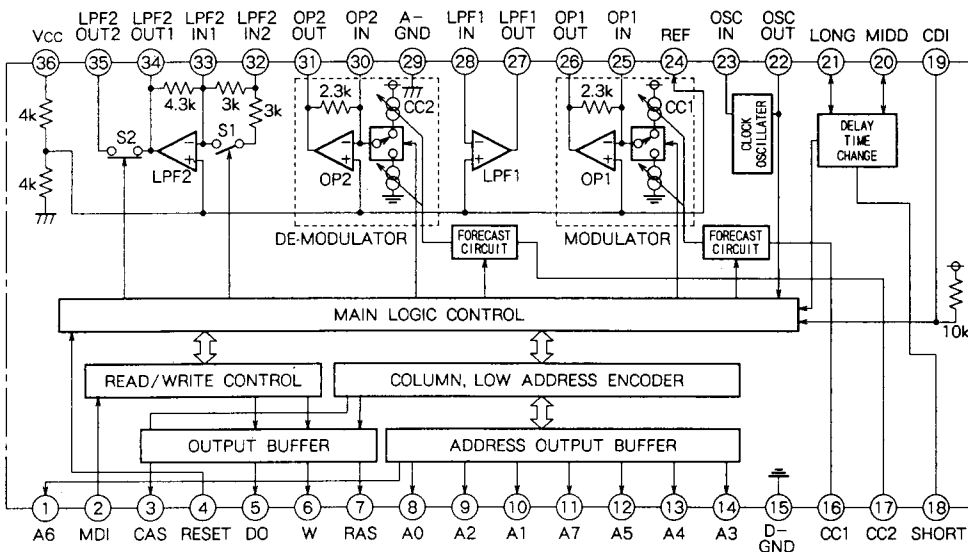 VCC LPF2 OUT2 LPF2 OUT1 LPF2 IN1 LPF2 IN2 OP2 OUT OP2 IN A-GND LPF1 IN LPF1 OUT OP1 OUT OP1 IN REF OSC IN OSC OUT LONG MIDD CDI
36 35 34 33 32 31 30 29 28 27 26 25 24 23 22 21 20 19
4k
4.3k
3k
3k
2.3k
CC2
2.3k
CC1
S2
S1
LPF2
OP2
LPF1
OP1
CLOCK OSCILLATER
DELAY
TIME
CHANGE
4k
DE-MODULATOR
FORECAST
CIRCUIT
MODULATOR
FORECAST
CIRCUIT
MAIN LOGIC CONTROL
10k
READ/WRITE CONTROL
COLUMN, LOW ADDRESS ENCODER
OUTPUT BUFFER
ADDRESS OUTPUT BUFFER
1 2 3 4 5 6 7 8 9 10 11 12 13 14 15 16 17 18
A6 MDI CAS RESET DO W RAS A0 A2 A1 A7 A5 A4 A3 D-GND CC1 CC2 SHORT